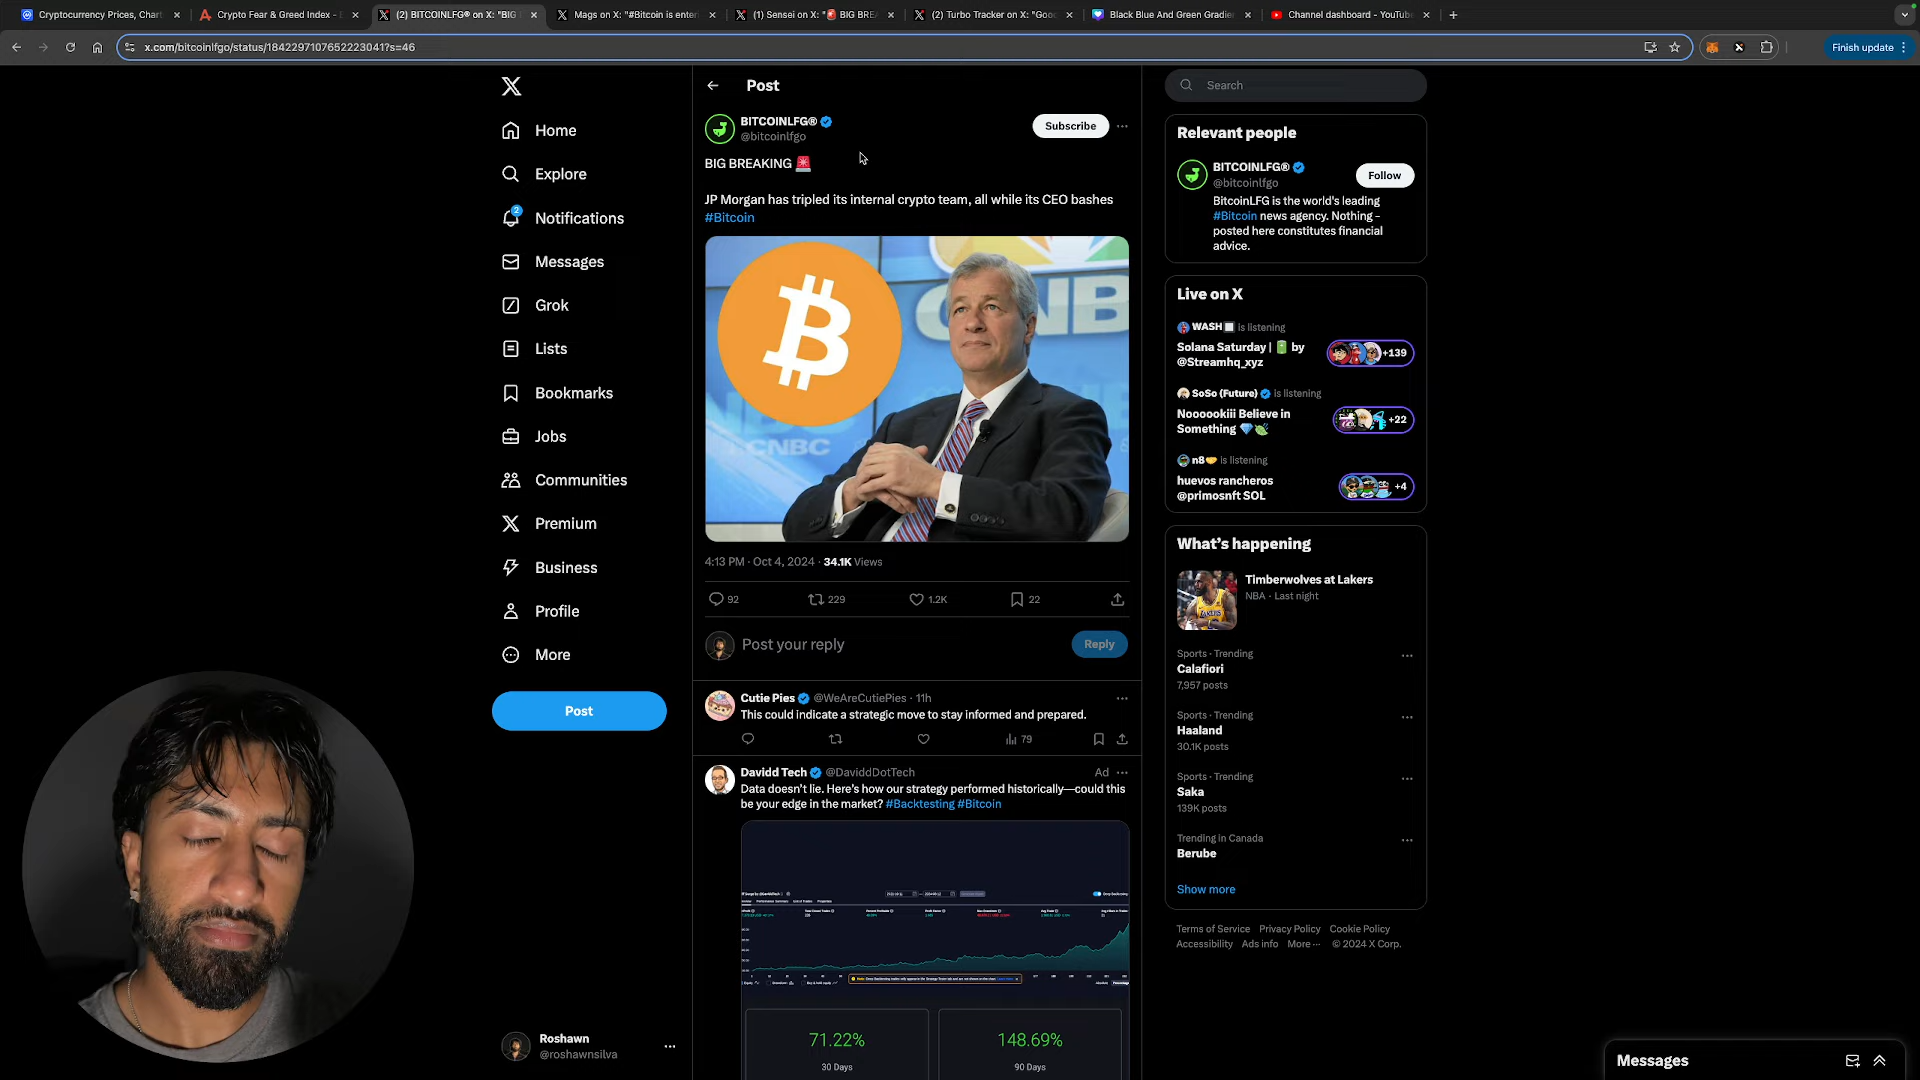 Cryptocurrency Prices, Chart
Crypto Fear & Greed Index -
(2) BITCOINLFG® on X: "BIG
Mags on X: "#Bitcoin is enter
(1) Sensei on X: "🚨 BIG BRE
(2) Turbo Tracker on X: "Goo
Black Blue And Green Gradie
Channel dashboard - YouTube
x.com/bitcoinlfgo/status/1842297107652223041?s=46
Finish update
Home
Explore
2
Notifications
Messages
Grok
Lists
Bookmarks
Jobs
Communities
Premium
Business
Profile
More
Post
Roshawn
@roshawnsilva
Post
BITCOINLFG®
@bitcoinlfgo
Subscribe
BIG BREAKING 🚨
JP Morgan has tripled its internal crypto team, all while its CEO bashes
#Bitcoin
CNBC
CNBC
4:13 PM · Oct 4, 2024 · 34.1K Views
92
229
1.2K
22
Post your reply
Reply
Cutie Pies @WeAreCutiePies · 11h
This could indicate a strategic move to stay informed and prepared.
79
Davidd Tech @DaviddDotTech
Ad
Data doesn't lie. Here's how our strategy performed historically—could this
be your edge in the market? #Backtesting #Bitcoin
71.22%
30 Days
148.69%
90 Days
Search
Relevant people
BITCOINLFG®
@bitcoinlfgo
Follow
BitcoinLFG is the world's leading
#Bitcoin news agency. Nothing -
posted here constitutes financial
advice.
Live on X
WASH is listening
Solana Saturday | 🔋 by
@Streamhq_xyz
+139
SoSo (Future) is listening
Noooookiii Believe in
Something 💎🍃
+22
n8🤝 is listening
huevos rancheros
@primosnft SOL
+4
What's happening
Timberwolves at Lakers
NBA · Last night
Sports · Trending
Calafiori
7,957 posts
Sports · Trending
Haaland
30.1K posts
Sports · Trending
Saka
139K posts
Trending in Canada
Berube
Show more
Terms of Service Privacy Policy Cookie Policy
Accessibility Ads info More ··· © 2024 X Corp.
Messages